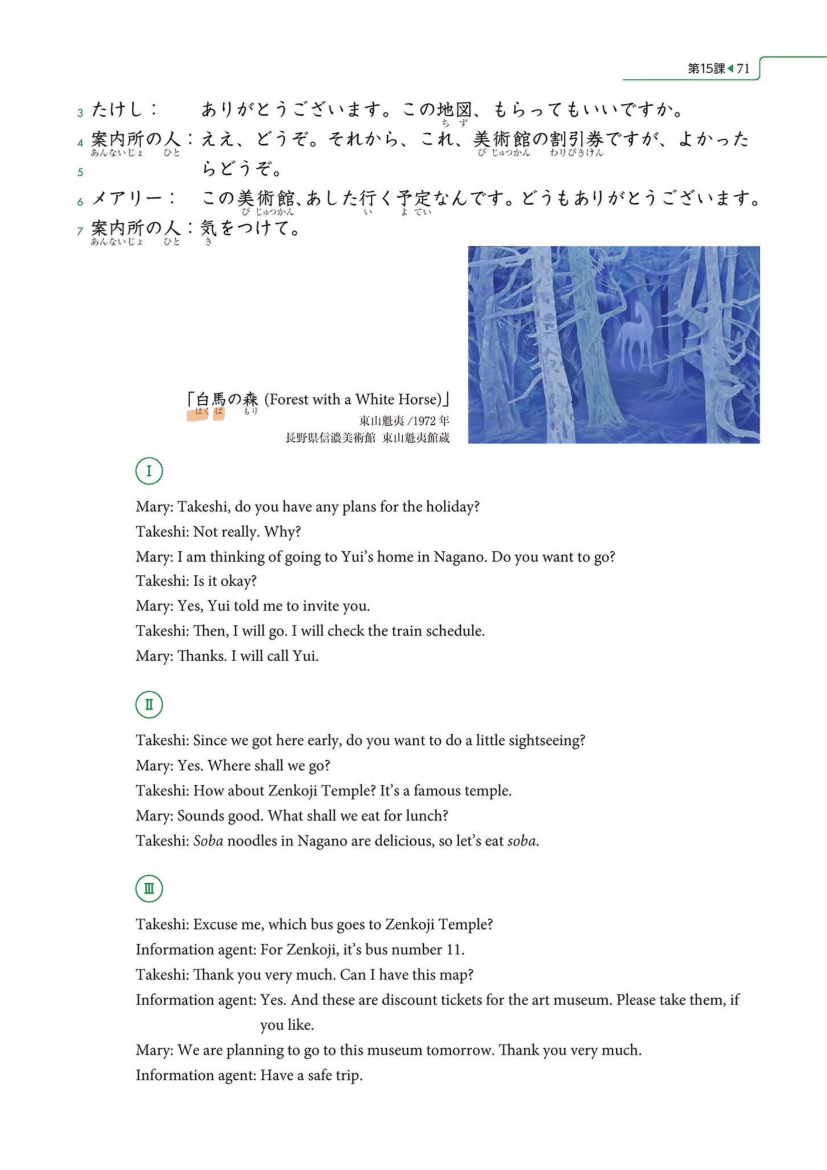 第15課◀71
3 たけし： ありがとうございます。この地図、もらってもいいですか。
ち ず
4 案内所の人：ええ、どうぞ。それから、これ、美術館の割引券ですが、よかった
あんないじょ ひと び じゅつかん わりびきけん
5 らどうぞ。
6 メアリー： この美術館、あした行く予定なんです。どうもありがとうございます。
び じゅつかん い よ てい
7 案内所の人：気をつけて。
あんないじょ ひと き
「白馬の森 (Forest with a White Horse)」
はく ば もり
東山魁夷/1972年
長野県信濃美術館 東山魁夷館蔵
Ⅰ
Mary: Takeshi, do you have any plans for the holiday?
Takeshi: Not really. Why?
Mary: I am thinking of going to Yui’s home in Nagano. Do you want to go?
Takeshi: Is it okay?
Mary: Yes, Yui told me to invite you.
Takeshi: Then, I will go. I will check the train schedule.
Mary: Thanks. I will call Yui.
Ⅱ
Takeshi: Since we got here early, do you want to do a little sightseeing?
Mary: Yes. Where shall we go?
Takeshi: How about Zenkoji Temple? It’s a famous temple.
Mary: Sounds good. What shall we eat for lunch?
Takeshi: Soba noodles in Nagano are delicious, so let’s eat soba.
Ⅲ
Takeshi: Excuse me, which bus goes to Zenkoji Temple?
Information agent: For Zenkoji, it’s bus number 11.
Takeshi: Thank you very much. Can I have this map?
Information agent: Yes. And these are discount tickets for the art museum. Please take them, if
you like.
Mary: We are planning to go to this museum tomorrow. Thank you very much.
Information agent: Have a safe trip.